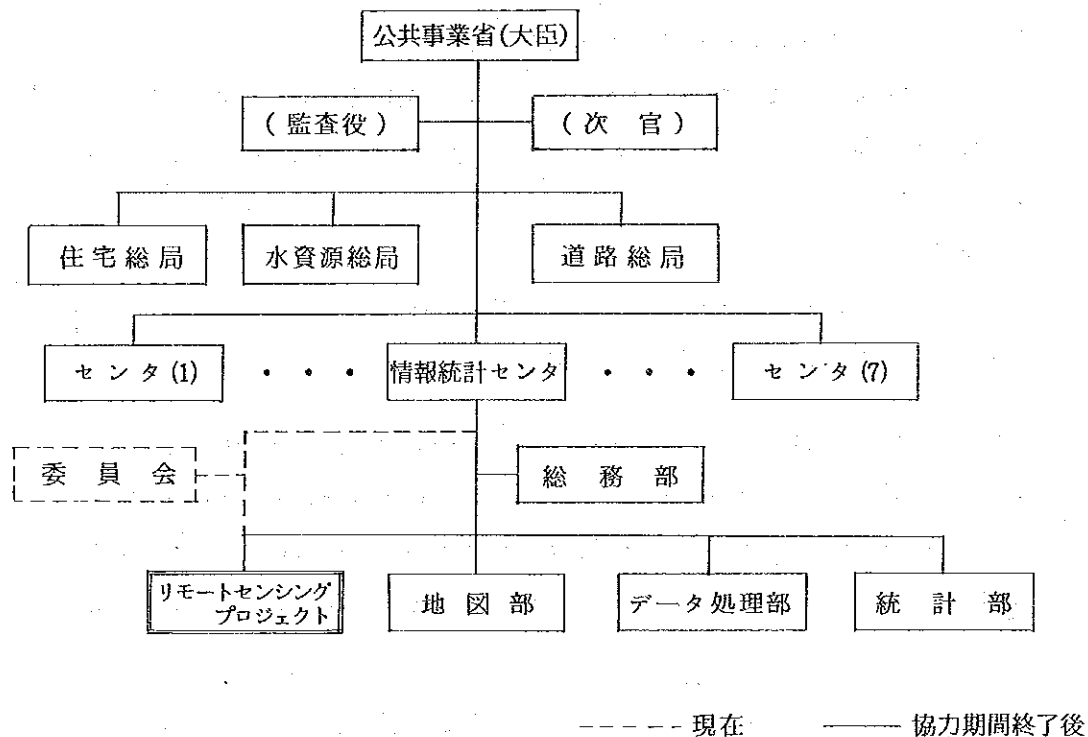 公共事業省(大臣)
(監査役)
(次官)
住宅総局
水資源総局
道路総局
センタ(1)
・・・
情報統計センタ
・・・
センタ(7)
委員会
総務部
リモートセンシング
プロジェクト
地図部
データ処理部
統計部
----- 現在
――― 協力期間終了後